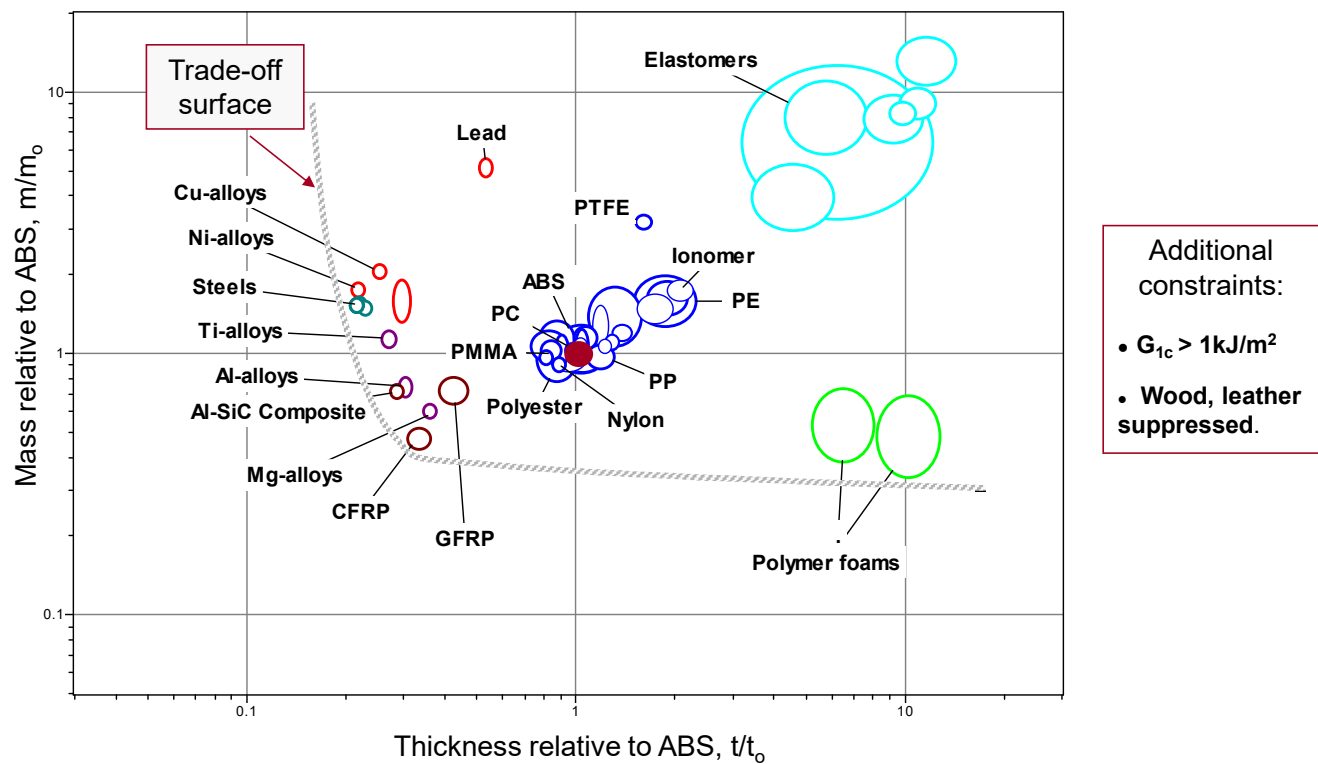 Trade-off
surface
Elastomers
Lead
Cu-alloys
PTFE
Ni-alloys
Ionomer
ABS
Steels
PE
PC
Ti-alloys
PMMA
Al-alloys
PP
Polyester
Al-SiC Composite
Nylon
Mg-alloys
CFRP
GFRP
Polymer foams
10
1
0.1
0.1
1
10
Mass relative to ABS, m/mₒ
Thickness relative to ABS, t/tₒ
Additional
constraints:
• G₁c > 1kJ/m²
• Wood, leather
suppressed.